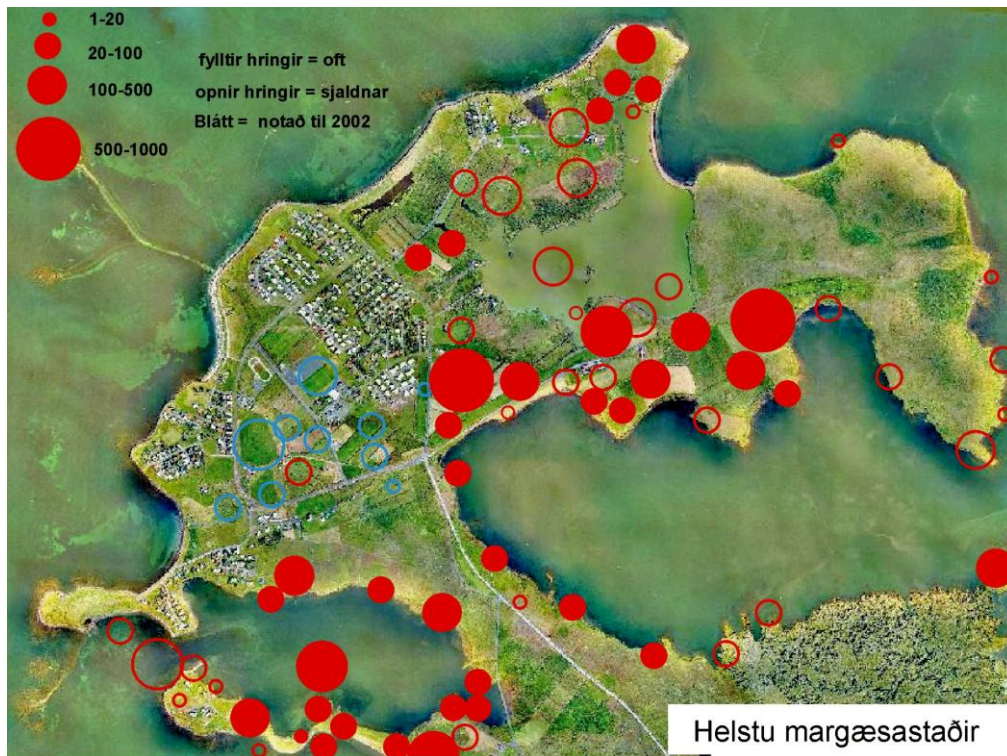 1-20
20-100
100-500
500-1000
fylltir hringir = oft
opnir hringir = sjaldnar
Blátt = notað til 2002
Helstu margæsastaðir